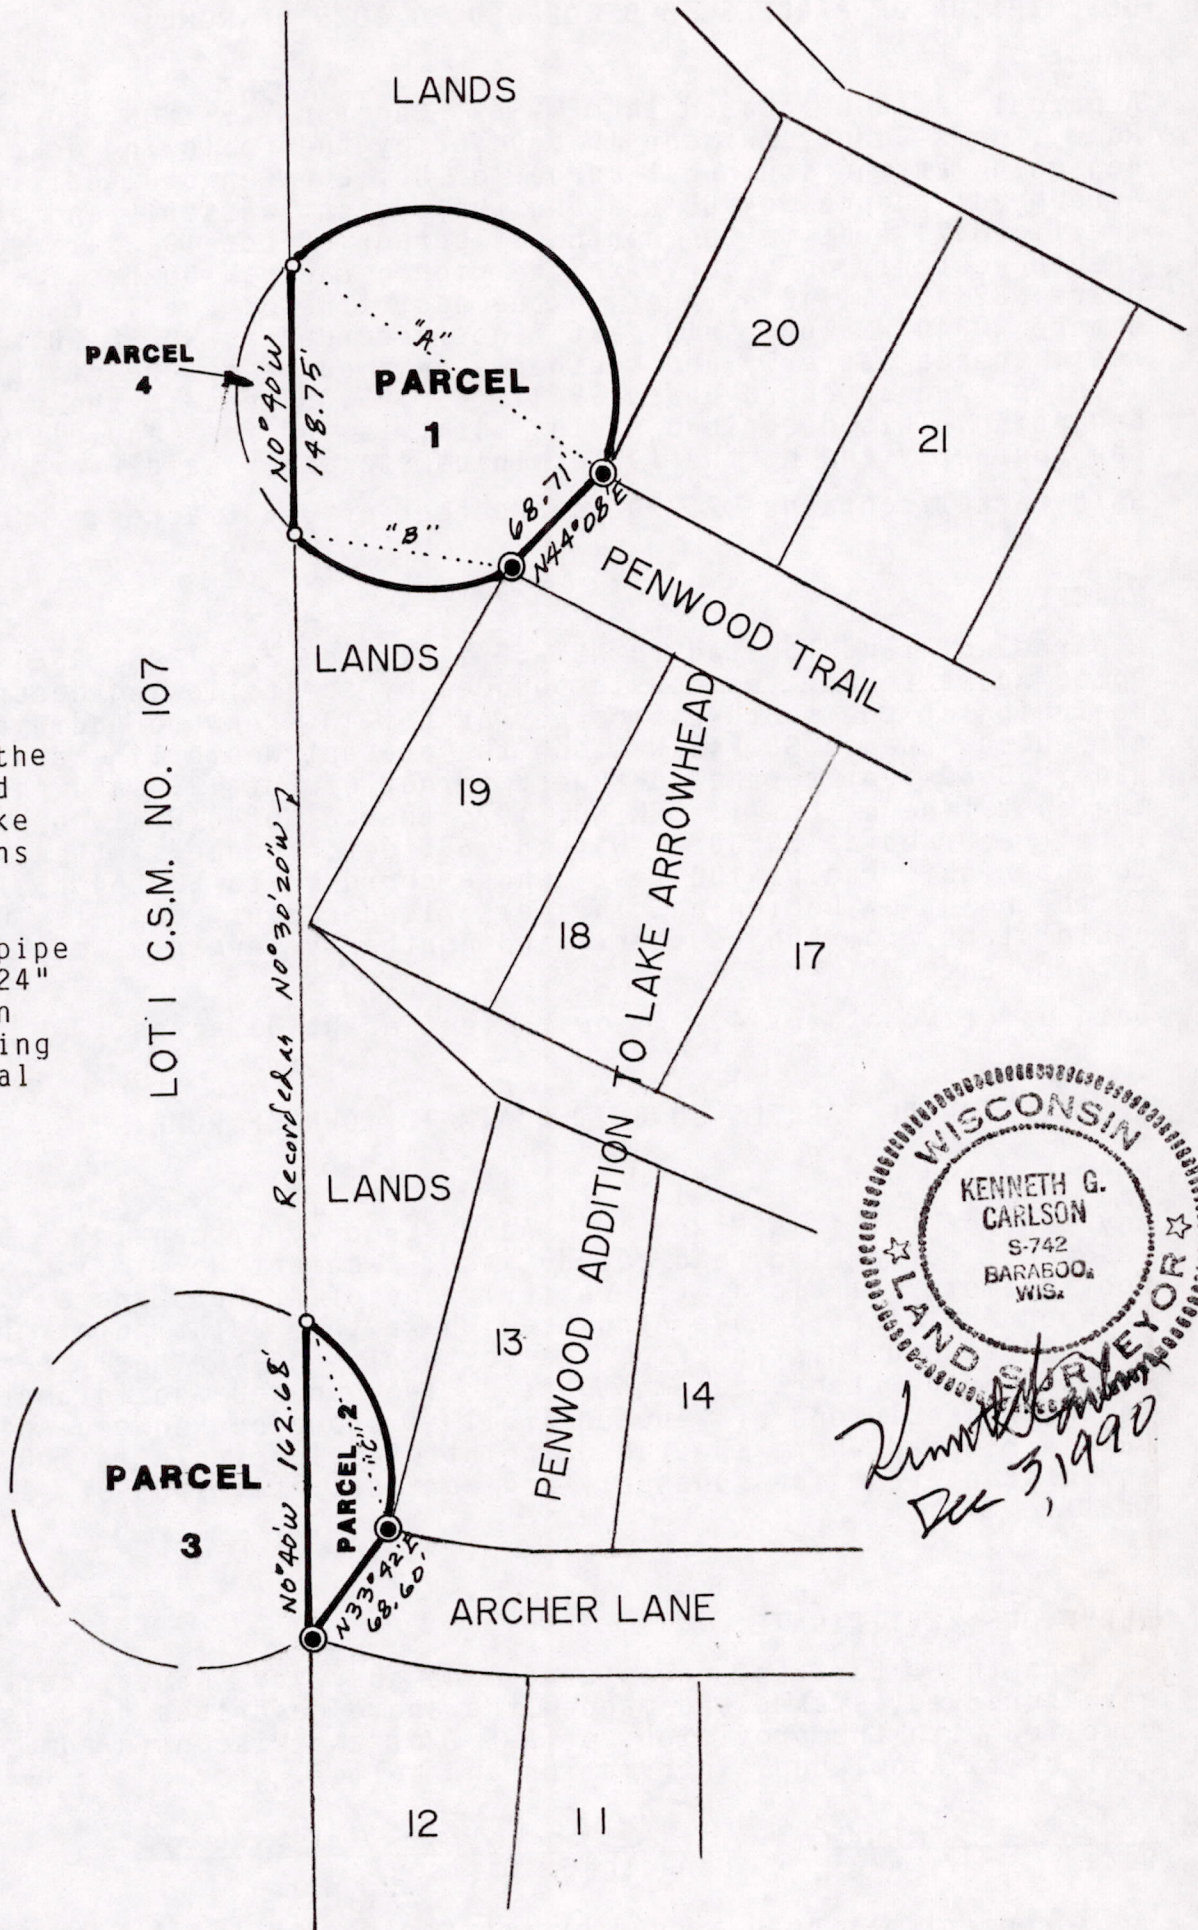 LANDS
"A"
PARCEL
4
N0°40'W
148.75'
PARCEL
1
20
21
68.71'
N44°08'E
"B"
PENWOOD TRAIL
LANDS
LOT 1 C.S.M. NO. 107
the
d
ke
ns
pipe
24"
n
ing
al
Recorded as N0°30'20"W
19
18
17
PENWOOD ADDITION TO LAKE ARROWHEAD
LANDS
13
14
WISCONSIN
KENNETH G.
CARLSON
S-742
BARABOO,
WIS.
LAND SURVEYOR
Kenneth G Carlson
Dec 3, 1990
PARCEL
3
N0°40'W 162.68'
PARCEL 2
"C"
N33°42'E
68.60'
ARCHER LANE
12
11